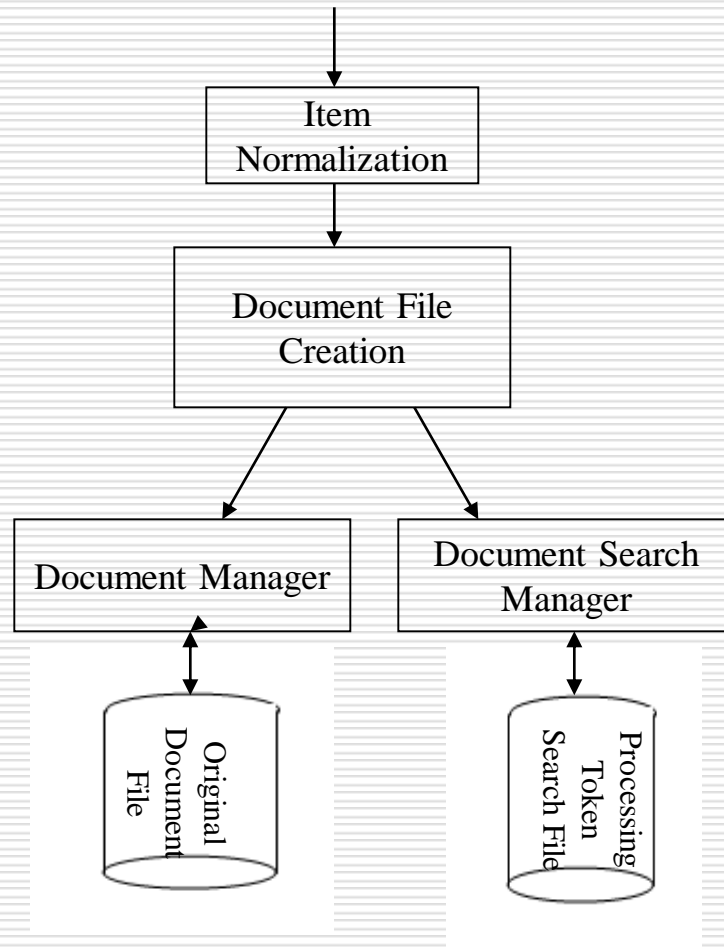 Item
Normalization
Document File
Creation
Document Manager
Document Search
Manager
Original
Document
File
Processing
Token
Search File